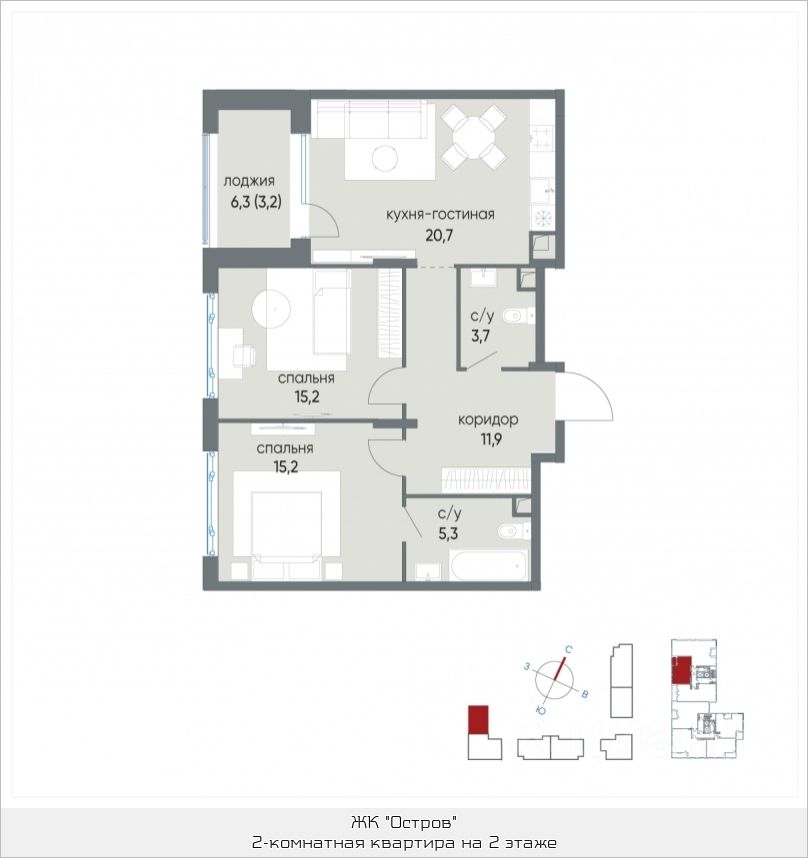 лоджия
6,3 (3,2)
кухня-гостиная
20,7
с/у
3,7
спальня
15,2
коридор
11,9
спальня
15,2
с/у
5,3
С
З
В
Ю
ЖК "Остров"
2-комнатная квартира на 2 этаже